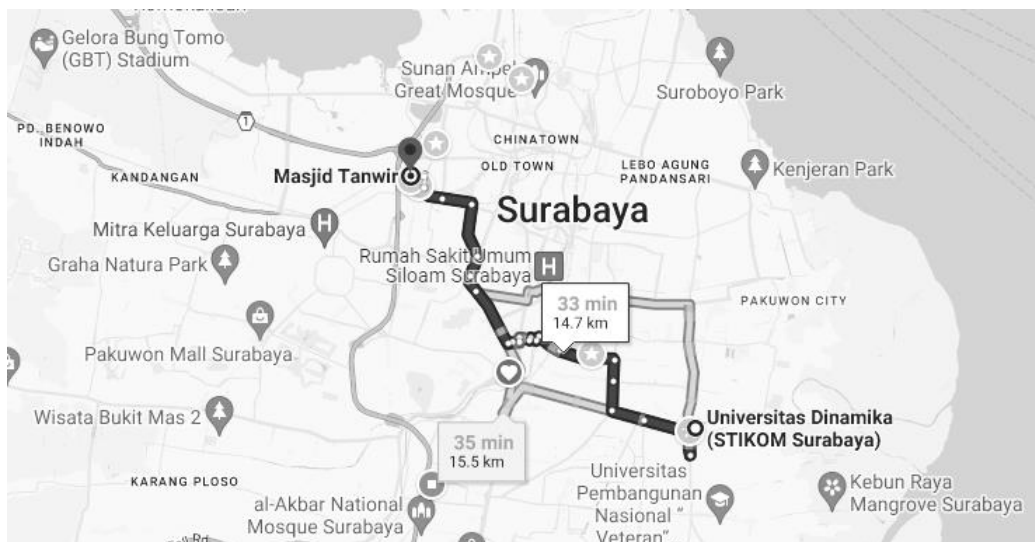 Gelora Bung Tomo
(GBT) Stadium
Sunan Ampel
Great Mosque
Suroboyo Park
1
PD. BENOWO
INDAH
CHINATOWN
OLD TOWN
LEBO AGUNG
PANDANSARI
Kenjeran Park
KANDANGAN
Masjid Tanwir
Surabaya
Mitra Keluarga Surabaya
H
Graha Natura Park
Rumah Sakit Umum
Siloam Surabaya
H
33 min
14.7 km
PAKUWON CITY
Pakuwon Mall Surabaya
Wisata Bukit Mas 2
Universitas Dinamika
(STIKOM Surabaya)
35 min
15.5 km
KARANG PLOSO
al-Akbar National
Mosque Surabaya
Universitas
Pembangunan
Nasional "
Veteran"
Kebun Raya
Mangrove Surabaya
Rd